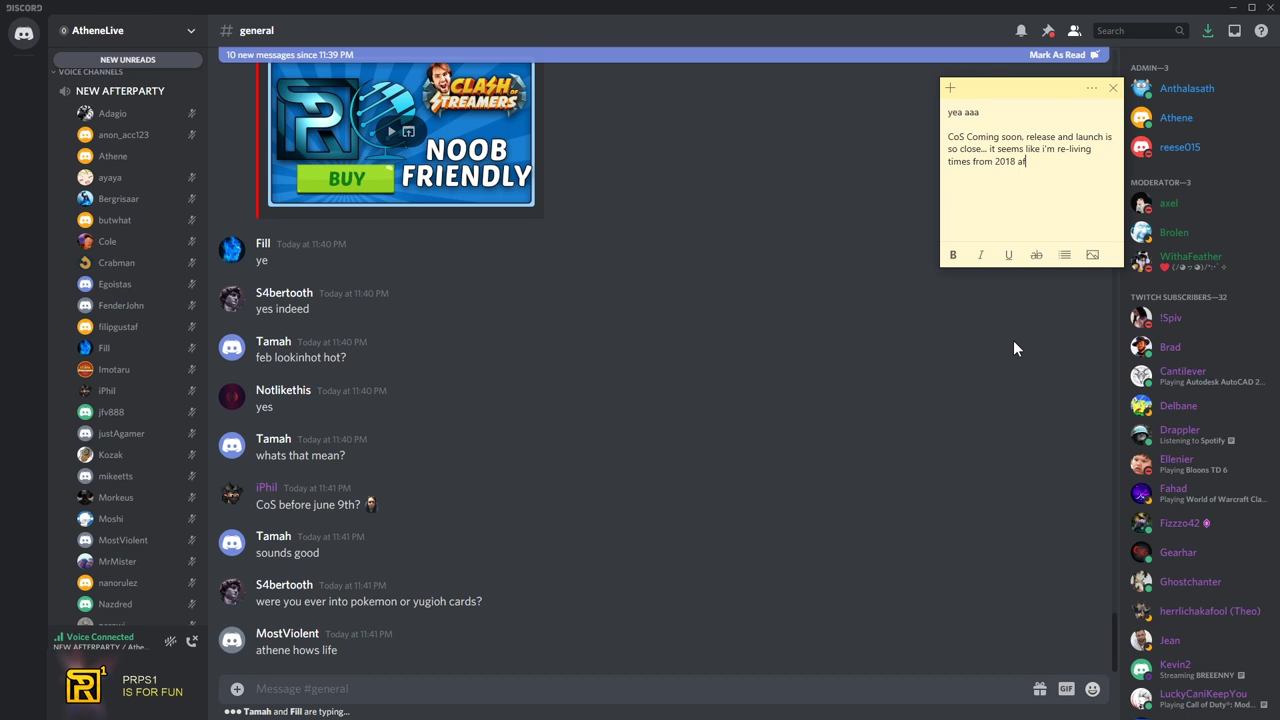 DISCORD
AtheneLive
NEW UNREADS
VOICE CHANNELS
NEW AFTERPARTY
Adagio
anon_acc123
Athene
ayaya
Bergrisaar
butwhat
Cole
Crabman
Egoistas
FenderJohn
filipgustaf
Fill
Imotaru
iPhil
jfv888
justAgamer
Kozak
mikeetts
Morkeus
Moshi
MostViolent
MrMister
nanorulez
Nazdred
Voice Connected
NEW AFTERPARTY / Athe...
PRPS1
IS FOR FUN
# general
Search
10 new messages since 11:39 PM
Mark As Read
CLASH OF
STREAMERS
NOOB
FRIENDLY
BUY
Fill Today at 11:40 PM
ye
S4bertooth Today at 11:40 PM
yes indeed
Tamah Today at 11:40 PM
feb lookinhot hot?
Notlikethis Today at 11:40 PM
yes
Tamah Today at 11:40 PM
whats that mean?
iPhil Today at 11:41 PM
CoS before june 9th?
Tamah Today at 11:41 PM
sounds good
S4bertooth Today at 11:41 PM
were you ever into pokemon or yugioh cards?
MostViolent Today at 11:41 PM
athene hows life
Message #general
GIF
Tamah and Fill are typing...
yea aaa
CoS Coming soon, release and launch is
so close... it seems like i'm re-living
times from 2018 af
B I U ab
ADMIN—3
Anthalasath
Athene
reese015
MODERATOR—3
axel
Brolen
WithaFeather
TWITCH SUBSCRIBERS—32
!Spiv
Brad
Cantilever
Playing Autodesk AutoCAD 2...
Delbane
Drappler
Listening to Spotify
Ellenier
Playing Bloons TD 6
Fahad
Playing World of Warcraft Cla...
Fizzzo42
Gearhar
Ghostchanter
herrlichakafool (Theo)
Jean
Kevin2
Streaming BREEENNY
LuckyCaniKeepYou
Playing Call of Duty®: Mod...